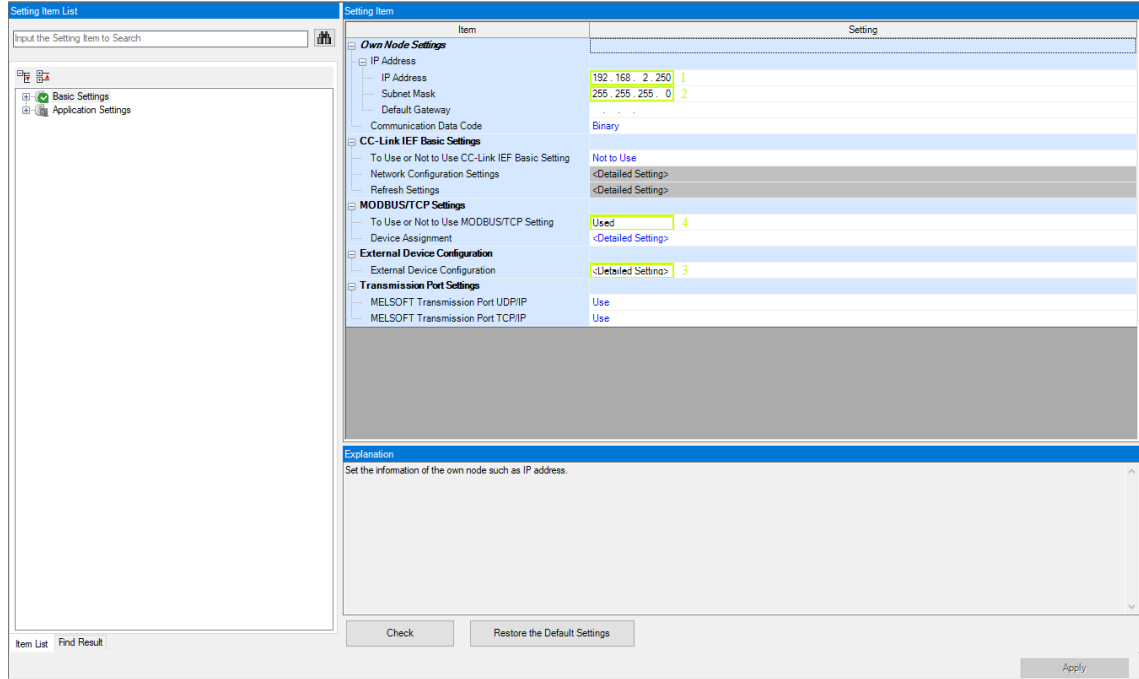 Setting Item List
Input the Setting Item to Search
Basic Settings
Application Settings
Item List Find Result
Setting Item
Item Setting
Own Node Settings
IP Address
IP Address 192 . 168 . 2 . 250 1
Subnet Mask 255 . 255 . 255 . 0 2
Default Gateway . . .
Communication Data Code Binary
CC-Link IEF Basic Settings
To Use or Not to Use CC-Link IEF Basic Setting Not to Use
Network Configuration Settings <Detailed Setting>
Refresh Settings <Detailed Setting>
MODBUS/TCP Settings
To Use or Not to Use MODBUS/TCP Setting Used 4
Device Assignment <Detailed Setting>
External Device Configuration
External Device Configuration <Detailed Setting> 3
Transmission Port Settings
MELSOFT Transmission Port UDP/IP Use
MELSOFT Transmission Port TCP/IP Use
Explanation
Set the information of the own node such as IP address.
Check Restore the Default Settings
Apply